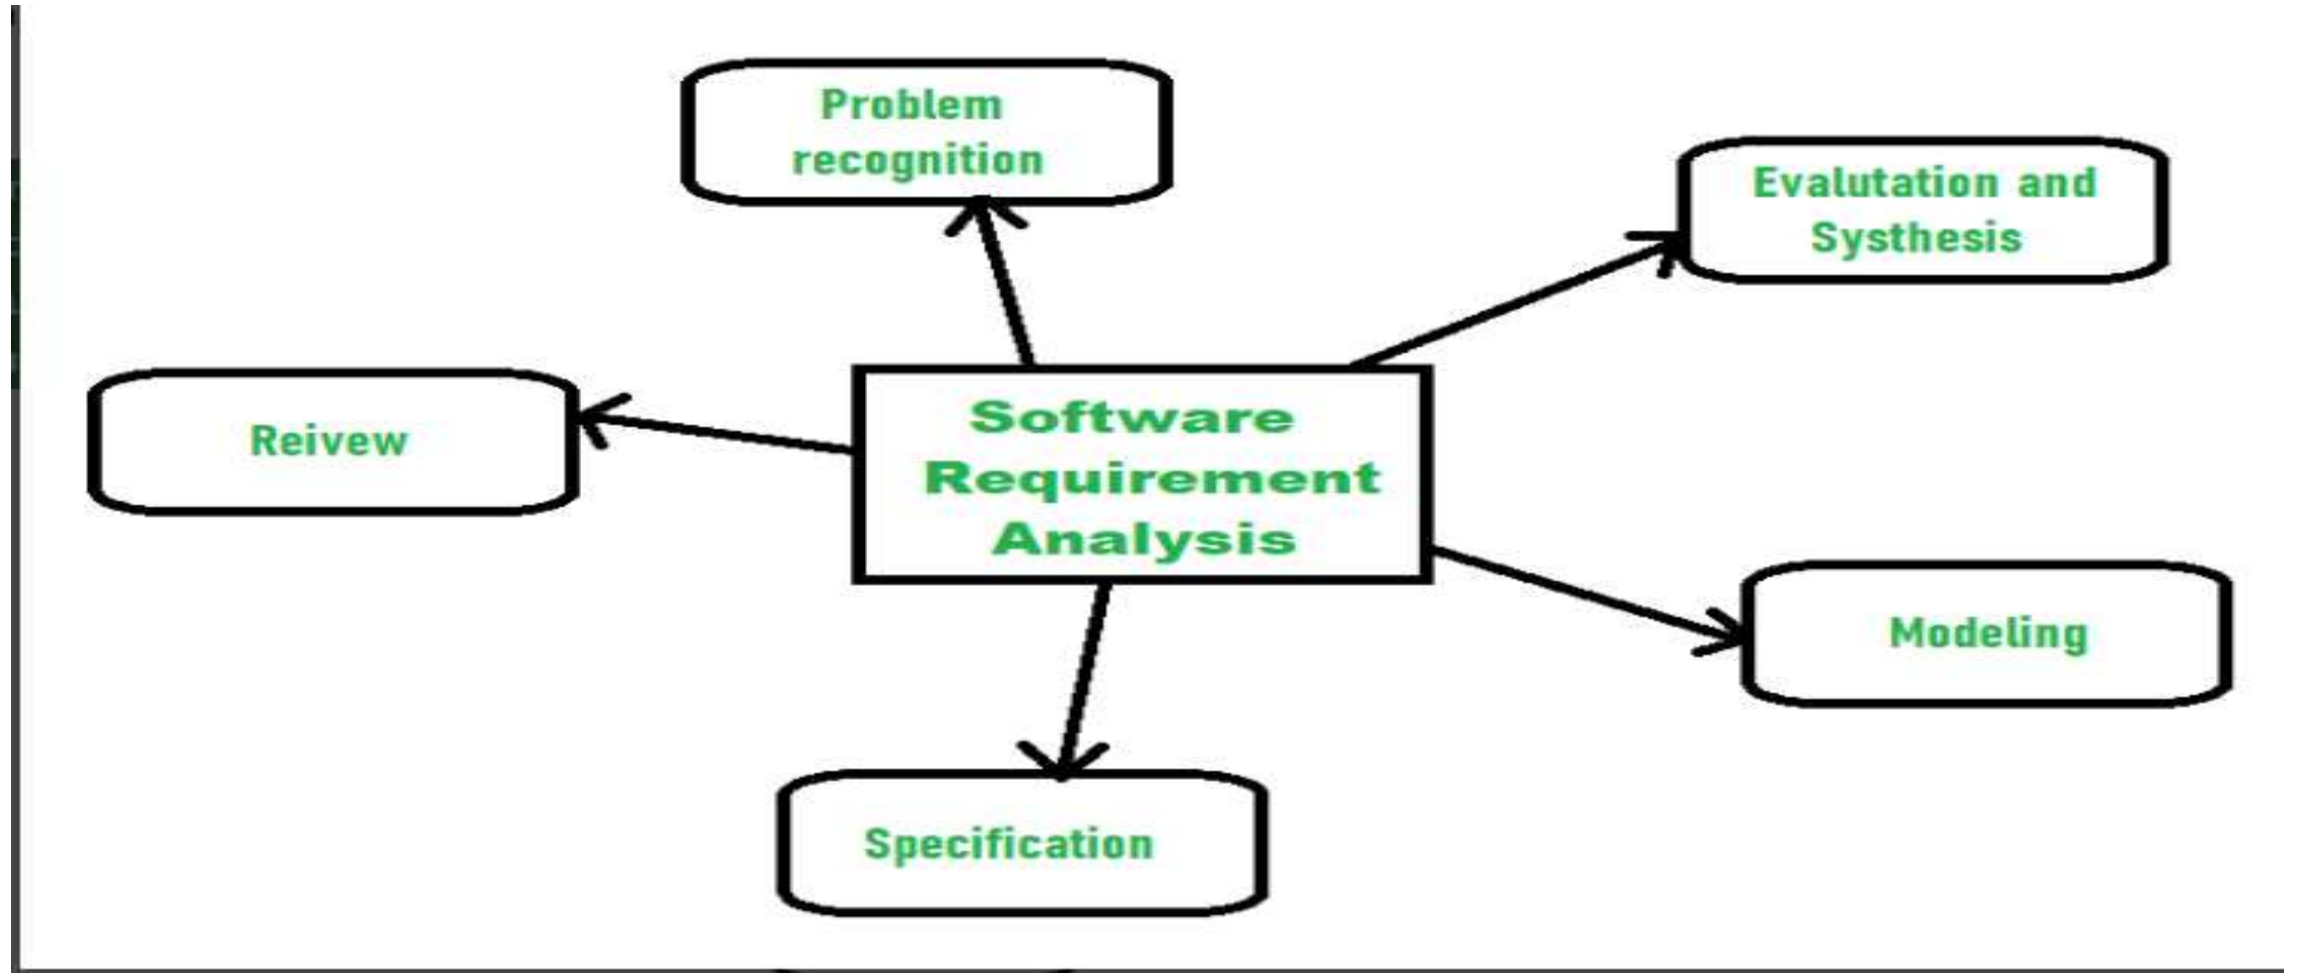 Problem
recognition
Evalutation and
Systhesis
Reivew
Software
Requirement
Analysis
Modeling
Specification